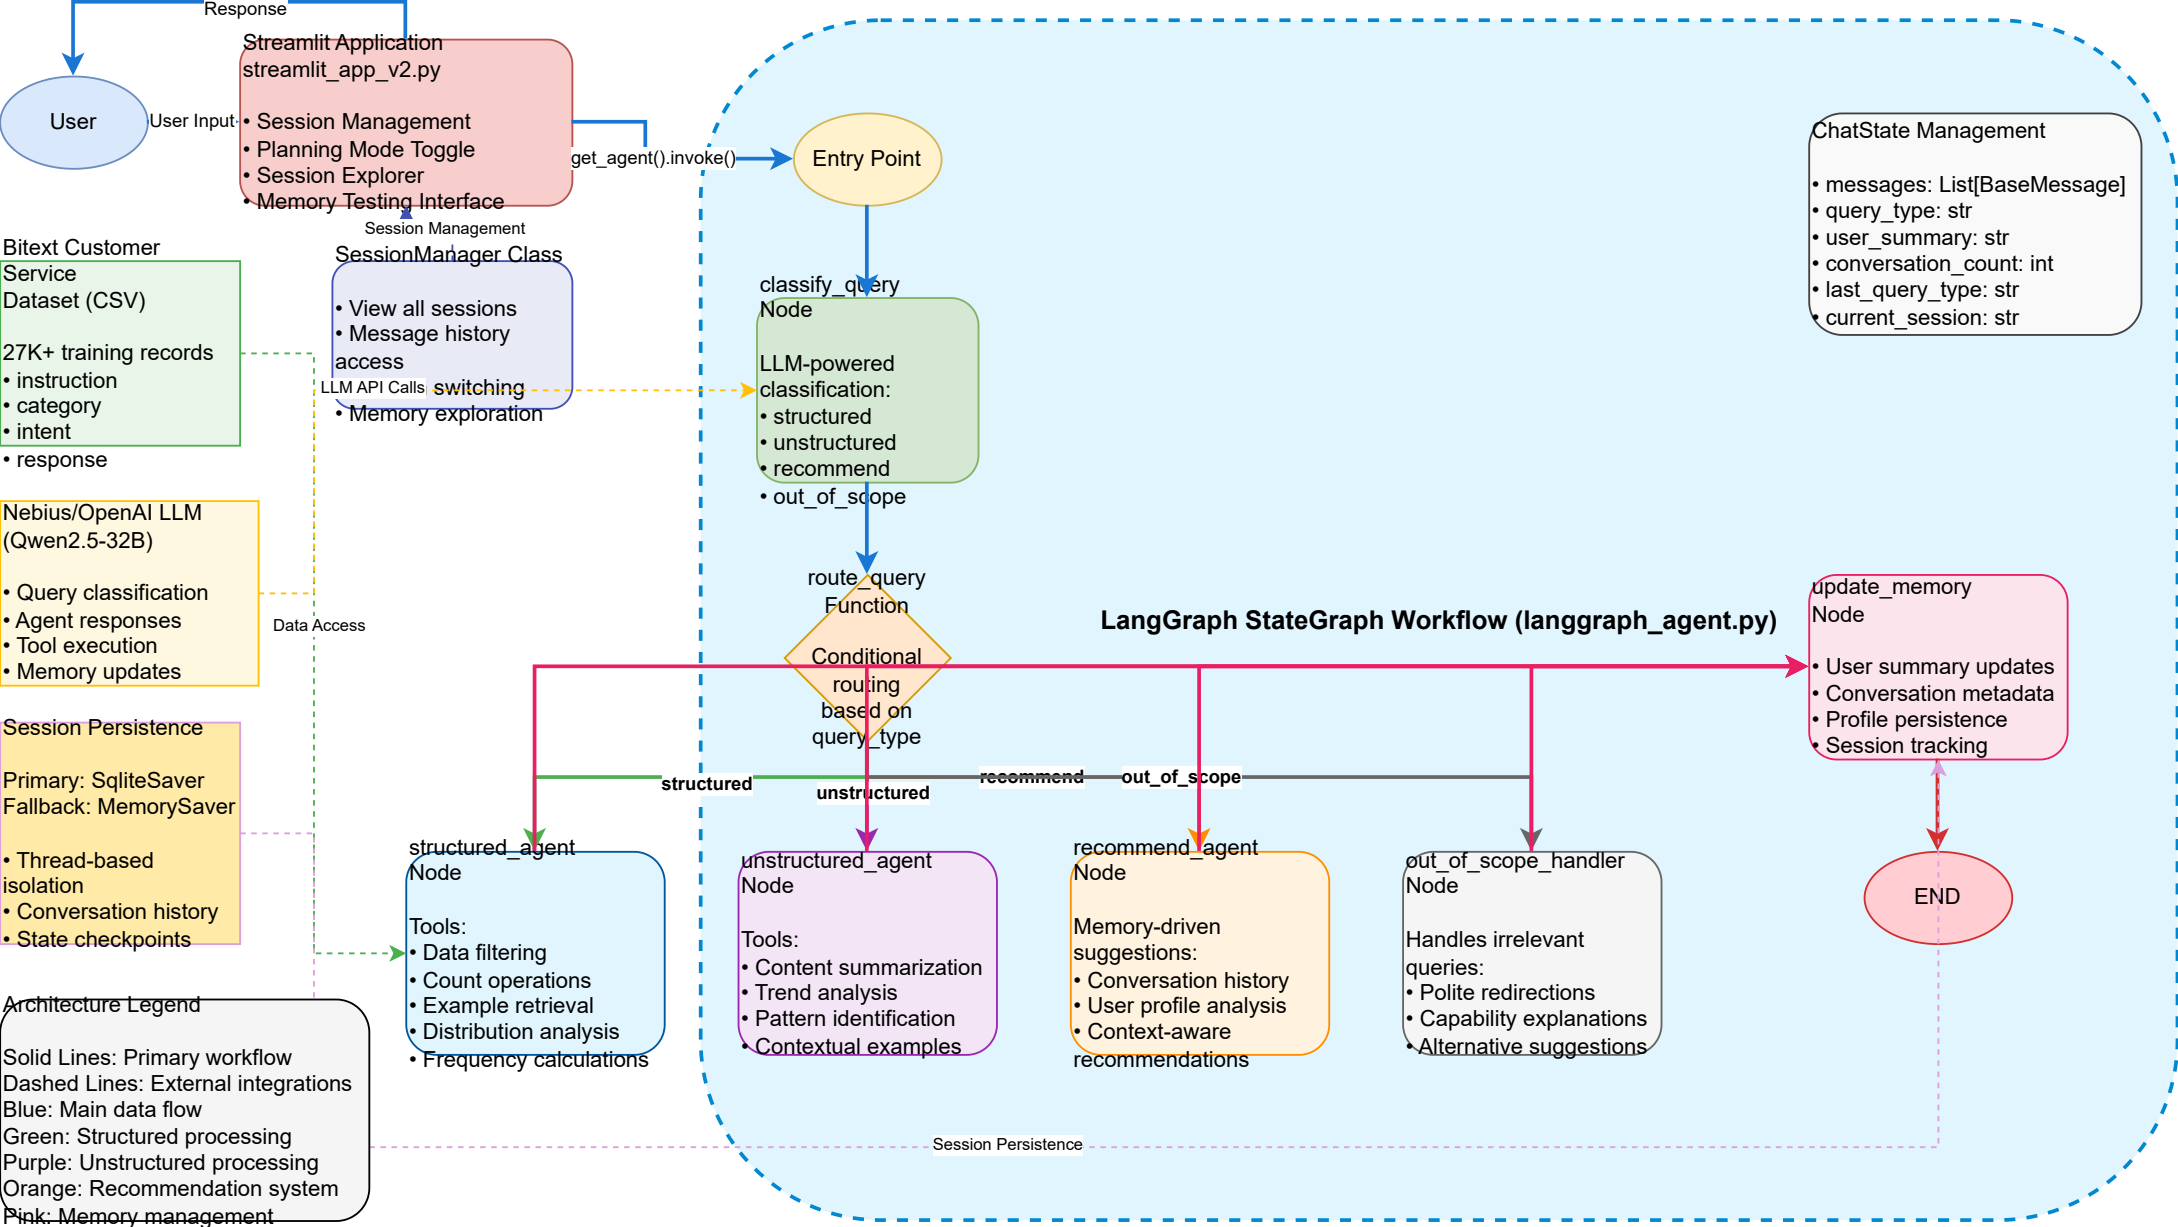 Response
User
User Input
Streamlit Application
streamlit_app_v2.py
• Session Management
• Planning Mode Toggle
• Session Explorer
• Memory Testing Interface
get_agent().invoke()
Entry Point
ChatState Management
• messages: List[BaseMessage]
• query_type: str
• user_summary: str
• conversation_count: int
• last_query_type: str
• current_session: str
Session Management
SessionManager Class
• View all sessions
• Message history
access
switching
• Memory exploration
LLM API Calls
Bitext Customer
Service
Dataset (CSV)
27K+ training records
• instruction
• category
• intent
• response
classify_query
Node
LLM-powered
classification:
• structured
• unstructured
• recommend
• out_of_scope
Nebius/OpenAI LLM
(Qwen2.5-32B)
• Query classification
• Agent responses
• Tool execution
• Memory updates
Data Access
route_query
Function
Conditional
routing
based on
query_type
LangGraph StateGraph Workflow (langgraph_agent.py)
update_memory
Node
• User summary updates
• Conversation metadata
• Profile persistence
• Session tracking
Session Persistence
Primary: SqliteSaver
Fallback: MemorySaver
• Thread-based
isolation
• Conversation history
• State checkpoints
structured
unstructured
recommend
out_of_scope
structured_agent
Node
Tools:
• Data filtering
• Count operations
• Example retrieval
• Distribution analysis
• Frequency calculations
unstructured_agent
Node
Tools:
• Content summarization
• Trend analysis
• Pattern identification
• Contextual examples
recommend_agent
Node
Memory-driven
suggestions:
• Conversation history
• User profile analysis
• Context-aware
recommendations
out_of_scope_handler
Node
Handles irrelevant
queries:
• Polite redirections
• Capability explanations
• Alternative suggestions
END
Architecture Legend
Solid Lines: Primary workflow
Dashed Lines: External integrations
Blue: Main data flow
Green: Structured processing
Purple: Unstructured processing
Orange: Recommendation system
Pink: Memory management
Session Persistence